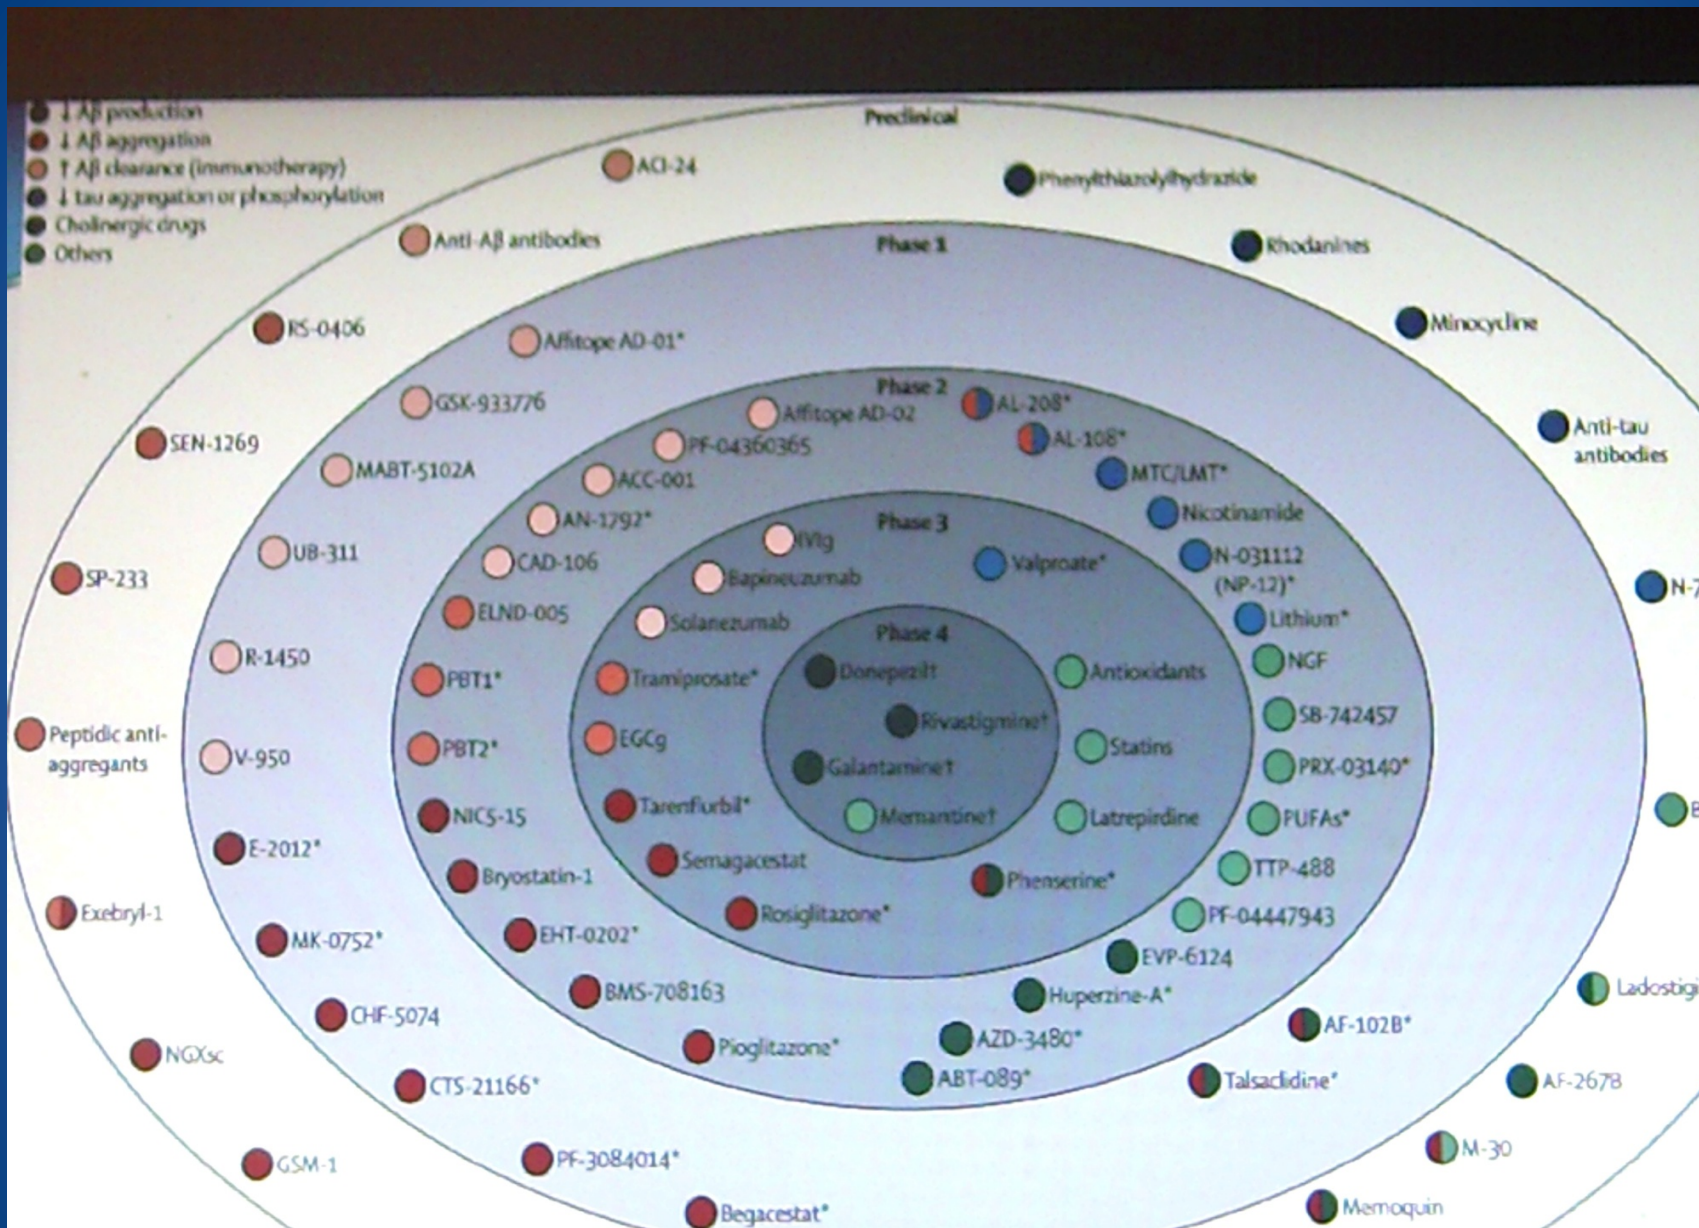 ↓ Aβ production
↓ Aβ aggregation
↑ Aβ clearance (immunotherapy)
↓ tau aggregation or phosphorylation
Cholinergic drugs
Others
Preclinical
ACI-24
Phenylthiazolylhydrazide
Anti-Aβ antibodies
Rhodanines
RS-0406
Minocycline
SEN-1269
Anti-tau
antibodies
SP-233
Peptidic anti-
aggregants
Exebryl-1
NGXsc
GSM-1
AF-267B
M-30
Memoquin
Phase 1
Affitope AD-01*
GSK-933776
MABT-5102A
UB-311
R-1450
V-950
E-2012*
MK-0752*
CHF-5074
CTS-21166*
PF-3084014*
Begacestat*
AF-102B*
Talsaclidine*
Phase 2
Affitope AD-02
AL-208*
PF-04360365
AL-108*
ACC-001
MTC/LMT*
AN-1792*
Nicotinamide
CAD-106
N-031112
(NP-12)*
ELND-005
Lithium*
PBT1*
NGF
PBT2*
SB-742457
NIC5-15
PRX-03140*
Bryostatin-1
PUFAs*
EHT-0202*
TTP-488
BMS-708163
PF-04447943
Pioglitazone*
EVP-6124
Huperzine-A*
AZD-3480*
ABT-089*
Phase 3
IVIg
Bapineuzumab
Valproate*
Solanezumab
Tramiprosate*
Antioxidants
EGCg
Statins
Tarenflurbil*
Latrepirdine
Semagacestat
Phenserine*
Rosiglitazone*
Phase 4
Donepezil†
Rivastigmine†
Galantamine†
Memantine†